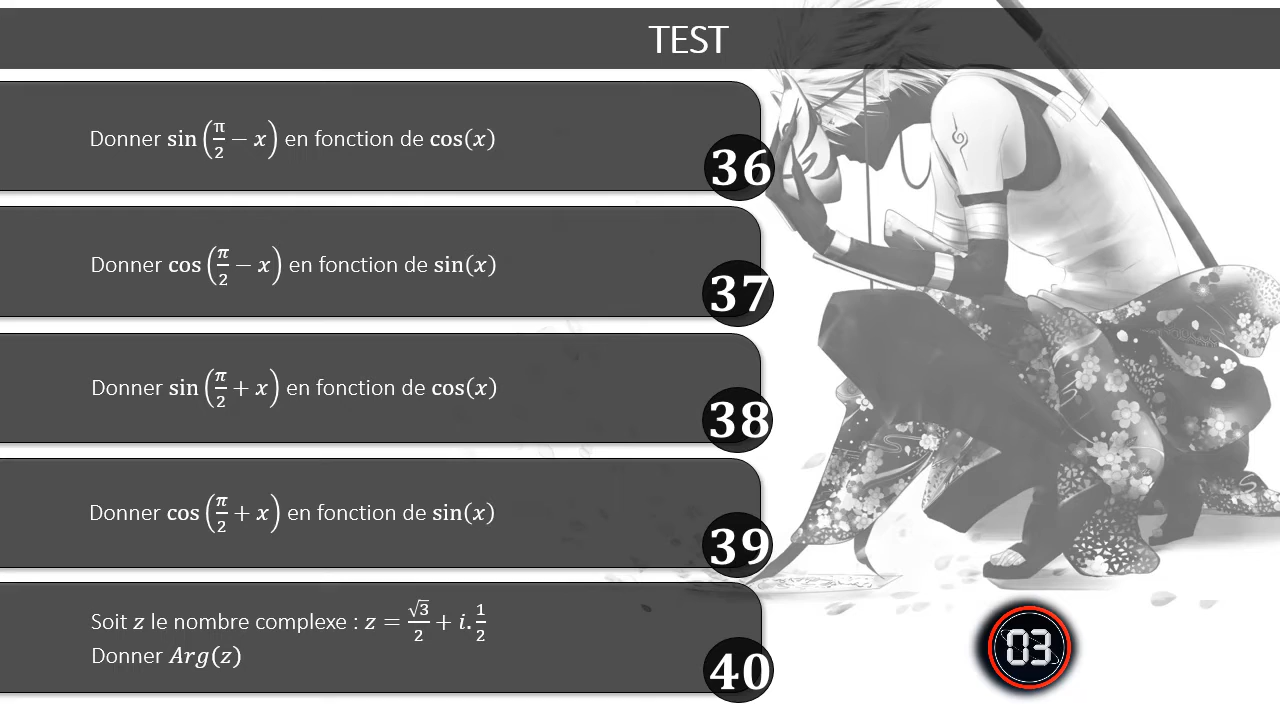 TEST
Donner sin(π/2 − x) en fonction de cos(x)
36
Donner cos(π/2 − x) en fonction de sin(x)
37
Donner sin(π/2 + x) en fonction de cos(x)
38
Donner cos(π/2 + x) en fonction de sin(x)
39
Soit z le nombre complexe : z = √3/2 + i.1/2
Donner Arg(z)
40
03